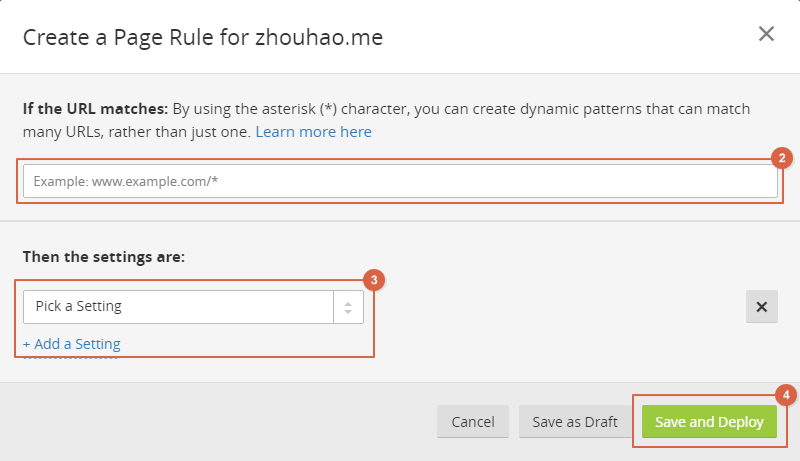 Create a Page Rule for zhouhao.me
If the URL matches: By using the asterisk (*) character, you can create dynamic patterns that can match
many URLs, rather than just one. Learn more here
2
Example: www.example.com/*
Then the settings are:
3
Pick a Setting
+ Add a Setting
4
Cancel Save as Draft Save and Deploy